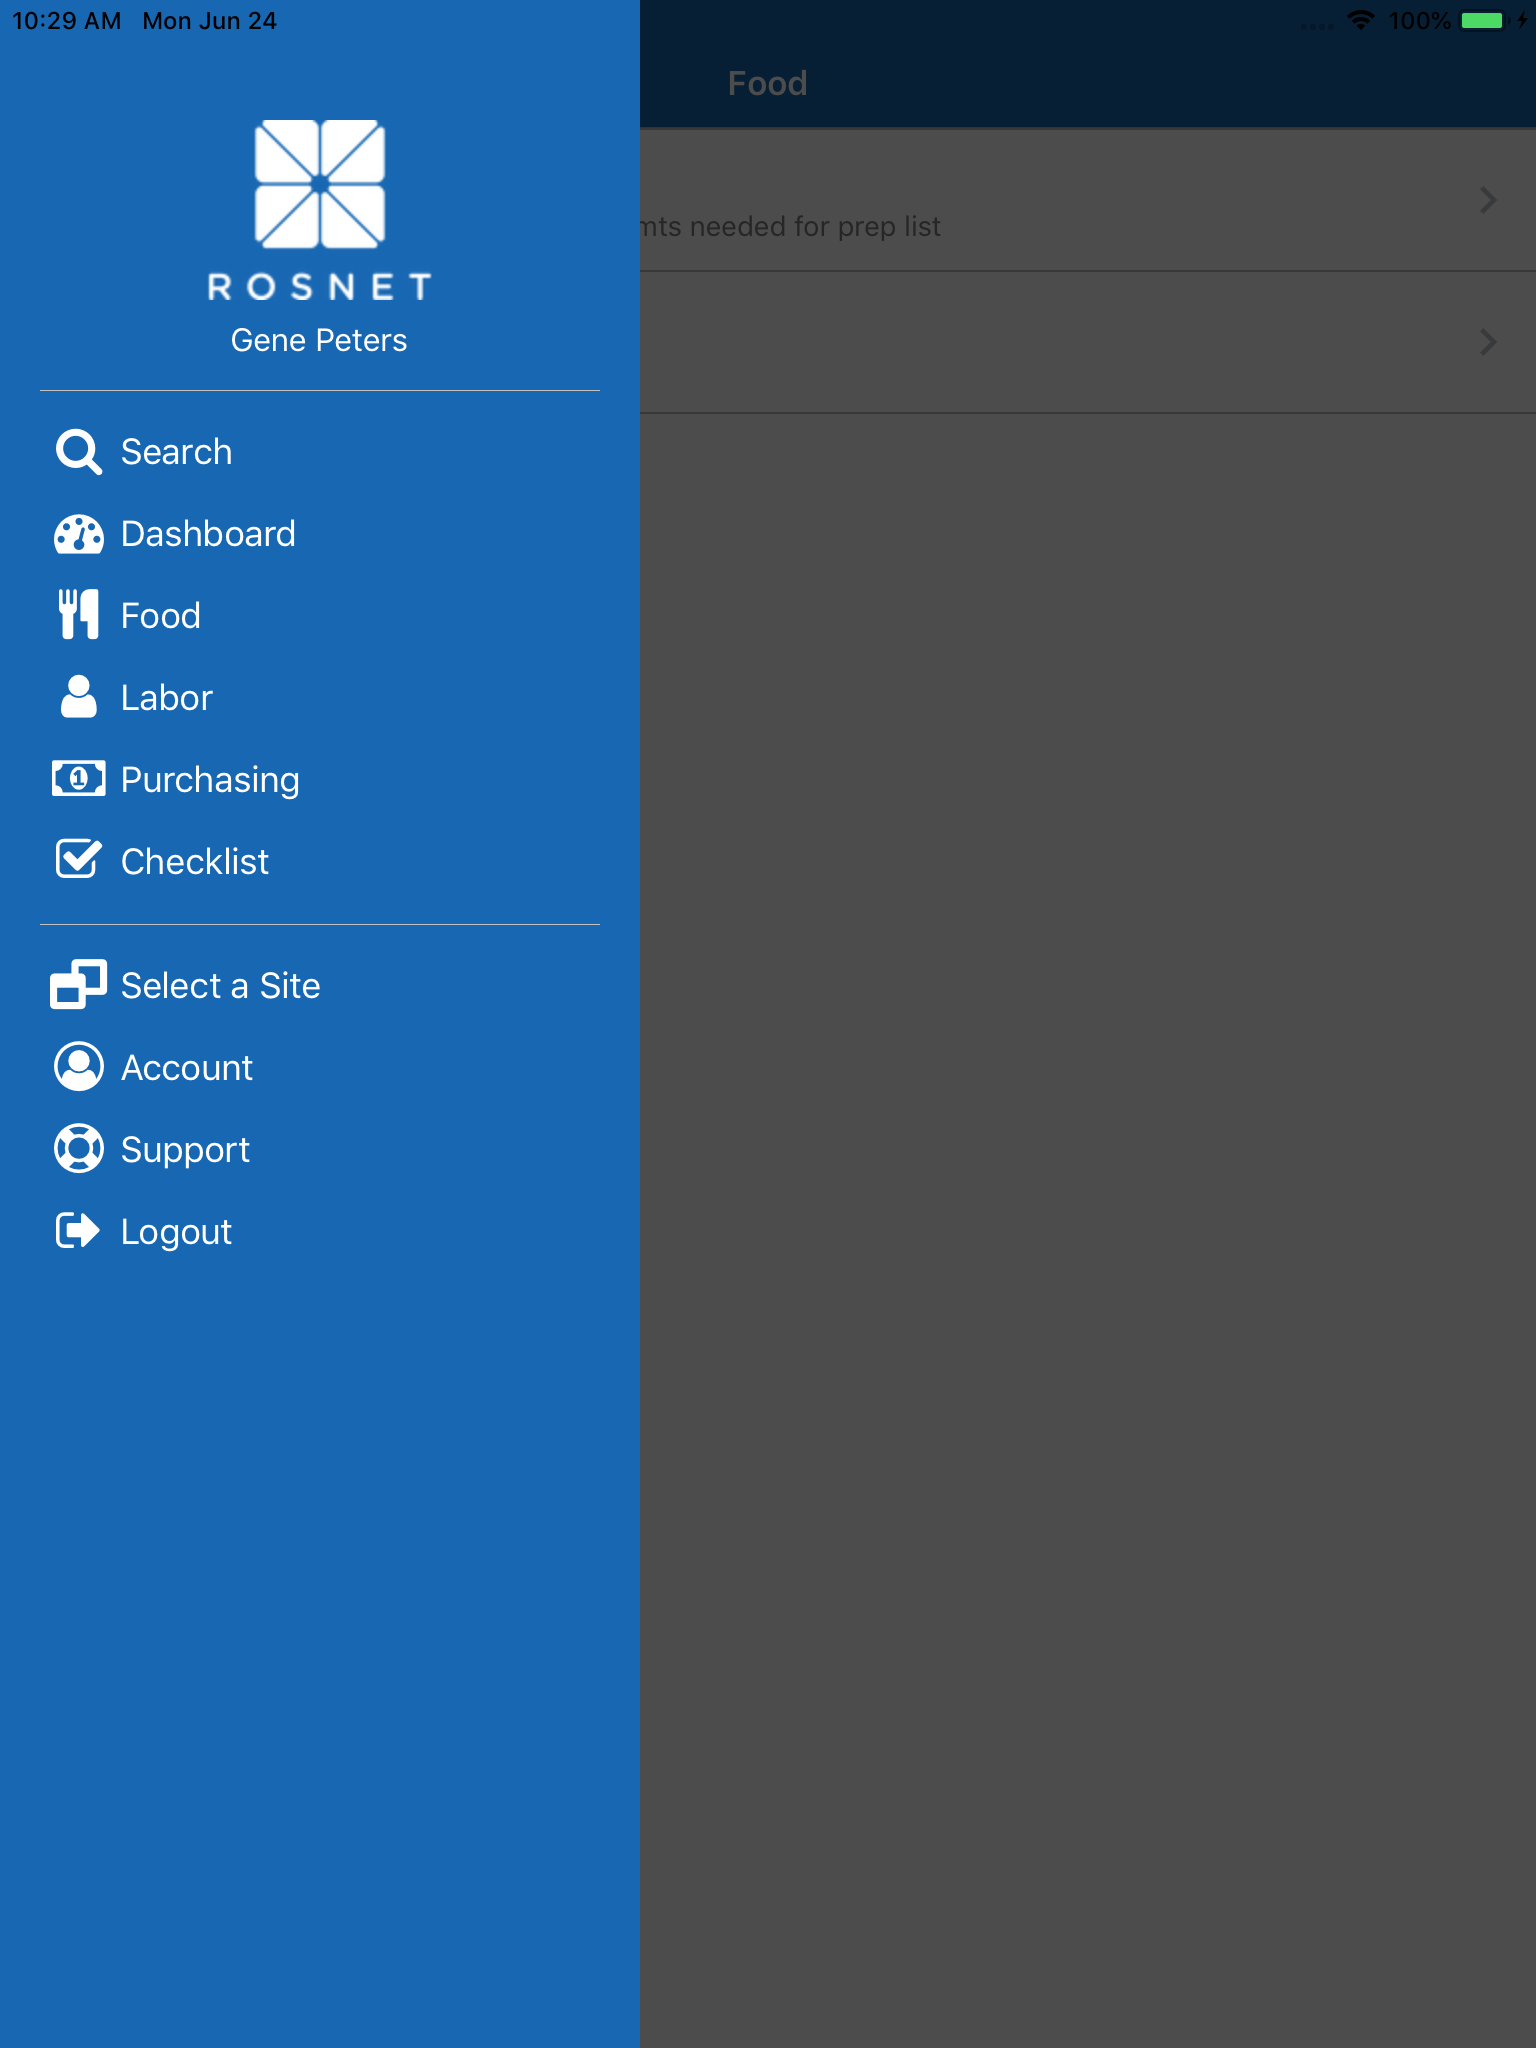 10:29 AM Mon Jun 24
100%
Food
ROSNET
Gene Peters
needed for prep list
Search
Dashboard
Food
Labor
Purchasing
Checklist
Select a Site
Account
Support
Logout